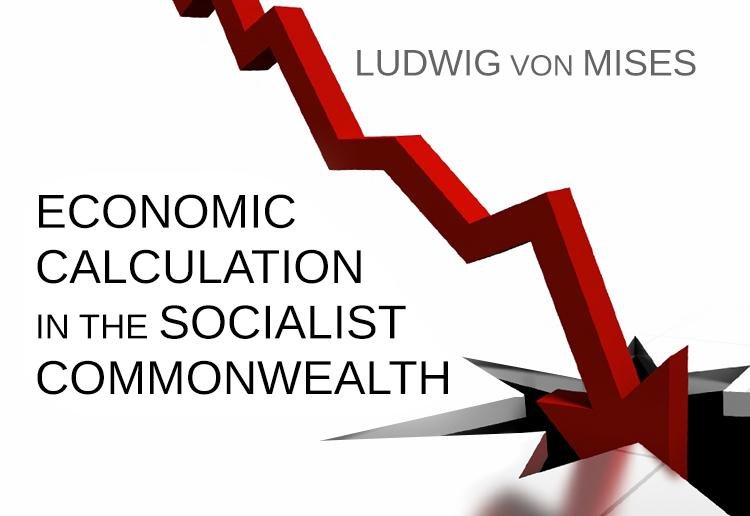 LUDWIG VON MISES
ECONOMIC
CALCULATION
IN THE SOCIALIST
COMMONWEALTH